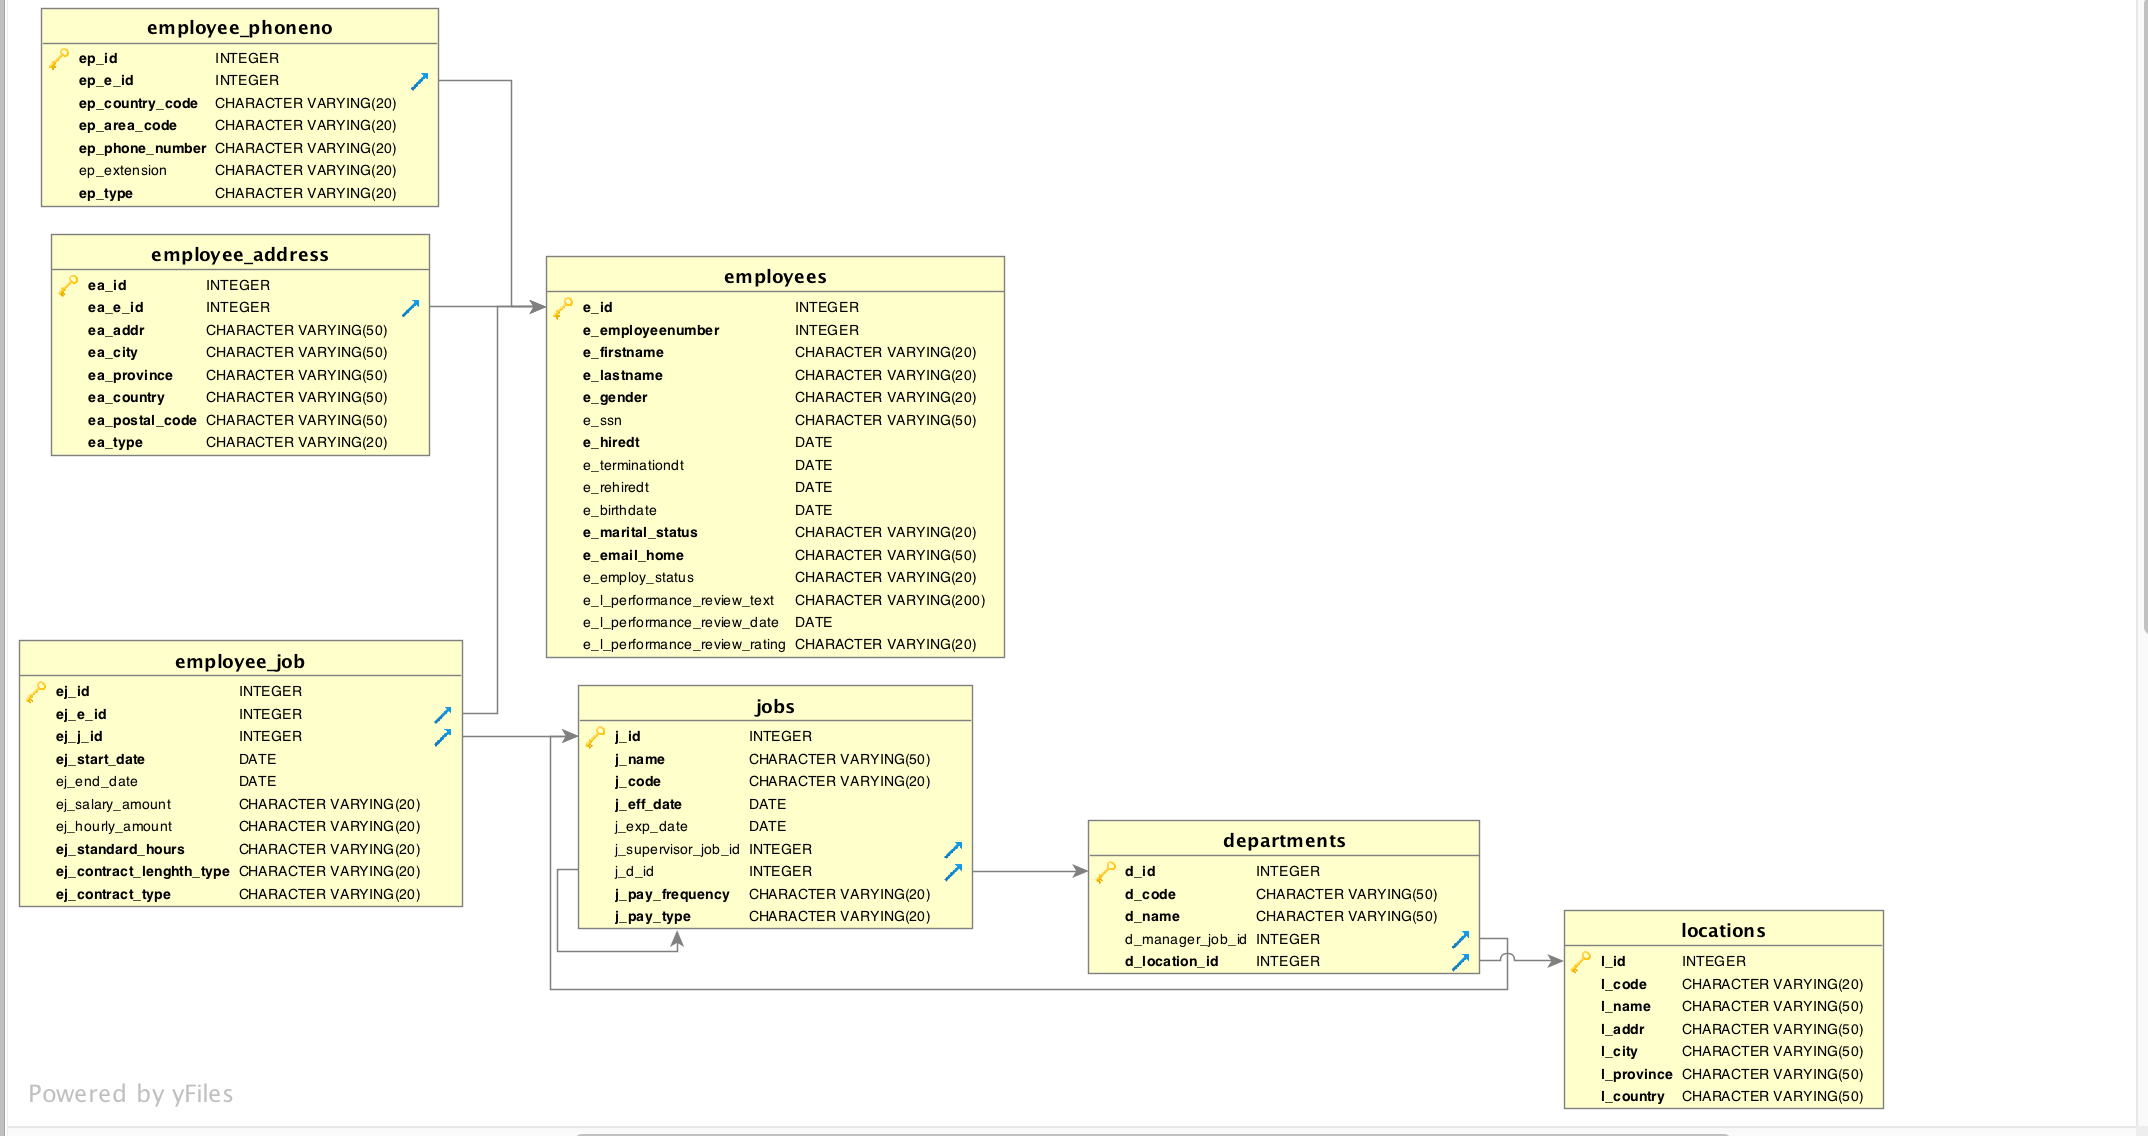 employee_phoneno
ep_id INTEGER
ep_e_id INTEGER
ep_country_code CHARACTER VARYING(20)
ep_area_code CHARACTER VARYING(20)
ep_phone_number CHARACTER VARYING(20)
ep_extension CHARACTER VARYING(20)
ep_type CHARACTER VARYING(20)
employee_address
ea_id INTEGER
ea_e_id INTEGER
ea_addr CHARACTER VARYING(50)
ea_city CHARACTER VARYING(50)
ea_province CHARACTER VARYING(50)
ea_country CHARACTER VARYING(50)
ea_postal_code CHARACTER VARYING(50)
ea_type CHARACTER VARYING(20)
employees
e_id INTEGER
e_employeenumber INTEGER
e_firstname CHARACTER VARYING(20)
e_lastname CHARACTER VARYING(20)
e_gender CHARACTER VARYING(20)
e_ssn CHARACTER VARYING(50)
e_hiredt DATE
e_terminationdt DATE
e_rehiredt DATE
e_birthdate DATE
e_marital_status CHARACTER VARYING(20)
e_email_home CHARACTER VARYING(50)
e_employ_status CHARACTER VARYING(20)
e_l_performance_review_text CHARACTER VARYING(200)
e_l_performance_review_date DATE
e_l_performance_review_rating CHARACTER VARYING(20)
employee_job
ej_id INTEGER
ej_e_id INTEGER
ej_j_id INTEGER
ej_start_date DATE
ej_end_date DATE
ej_salary_amount CHARACTER VARYING(20)
ej_hourly_amount CHARACTER VARYING(20)
ej_standard_hours CHARACTER VARYING(20)
ej_contract_lenghth_type CHARACTER VARYING(20)
ej_contract_type CHARACTER VARYING(20)
jobs
j_id INTEGER
j_name CHARACTER VARYING(50)
j_code CHARACTER VARYING(20)
j_eff_date DATE
j_exp_date DATE
j_supervisor_job_id INTEGER
j_d_id INTEGER
j_pay_frequency CHARACTER VARYING(20)
j_pay_type CHARACTER VARYING(20)
departments
d_id INTEGER
d_code CHARACTER VARYING(50)
d_name CHARACTER VARYING(50)
d_manager_job_id INTEGER
d_location_id INTEGER
locations
l_id INTEGER
l_code CHARACTER VARYING(20)
l_name CHARACTER VARYING(50)
l_addr CHARACTER VARYING(50)
l_city CHARACTER VARYING(50)
l_province CHARACTER VARYING(50)
l_country CHARACTER VARYING(50)
Powered by yFiles